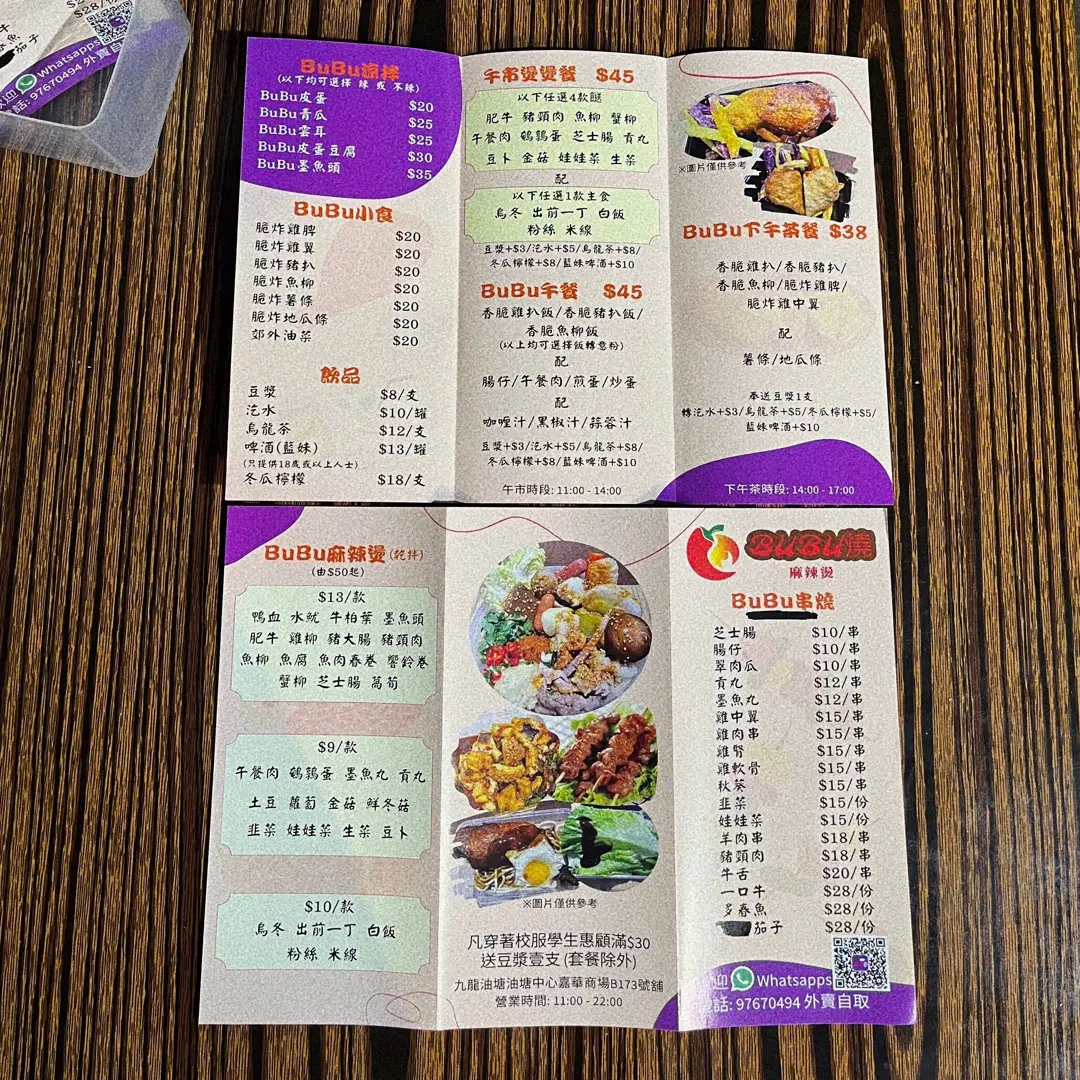 $28/份
魚
茄子
Whatsapps
話: 97670494 外賣自取
BuBu涼拌
(以下均可選擇 辣 或 不辣)
BuBu皮蛋 $20
BuBu青瓜 $25
BuBu雲耳 $25
BuBu皮蛋豆腐 $30
BuBu墨魚頭 $35
BuBu小食
脆炸雞髀 $20
脆炸雞翼 $20
脆炸豬扒 $20
脆炸魚柳 $20
脆炸薯條 $20
脆炸地瓜條 $20
郊外油菜 $20
飲品
豆漿 $8/支
汽水 $10/罐
烏龍茶 $12/支
啤酒(藍妹) $13/罐
(只提供18歲或以上人士)
冬瓜檸檬 $18/支
午市燙燙餐 $45
以下任選4款餸
肥牛 豬頸肉 魚柳 蟹柳
午餐肉 鵪鶉蛋 芝士腸 貢丸
豆卜 金菇 娃娃菜 生菜
配
以下任選1款主食
烏冬 出前一丁 白飯
粉絲 米線
豆漿+$3/汽水+$5/烏龍茶+$8/
冬瓜檸檬+$8/藍妹啤酒+$10
BuBu午餐 $45
香脆雞扒飯/香脆豬扒飯/
香脆魚柳飯
(以上均可選擇飯轉意粉)
配
腸仔/午餐肉/煎蛋/炒蛋
配
咖喱汁/黑椒汁/蒜蓉汁
豆漿+$3/汽水+$5/烏龍茶+$8/
冬瓜檸檬+$8/藍妹啤酒+$10
午市時段: 11:00 - 14:00
※圖片僅供參考
BuBu下午茶餐 $38
香脆雞扒/香脆豬扒/
香脆魚柳/脆炸雞髀/
脆炸雞中翼
配
薯條/地瓜條
奉送豆漿1支
轉汽水+$3/烏龍茶+$5/冬瓜檸檬+$5/
藍妹啤酒+$10
下午茶時段: 14:00 - 17:00
BuBu麻辣燙(乾拌)
(由$50起)
$13/款
鴨血 水魷 牛柏葉 墨魚頭
肥牛 雞柳 豬大腸 豬頸肉
魚柳 魚腐 魚肉春卷 響鈴卷
蟹柳 芝士腸 萵筍
$9/款
午餐肉 鵪鶉蛋 墨魚丸 貢丸
土豆 蘿蔔 金菇 鮮冬菇
韭菜 娃娃菜 生菜 豆卜
$10/款
烏冬 出前一丁 白飯
粉絲 米線
※圖片僅供參考
凡穿著校服學生惠顧滿$30
送豆漿壹支 (套餐除外)
九龍油塘油塘中心嘉華商場B173號舖
營業時間: 11:00 - 22:00
BUBU燒
麻辣燙
BuBu串燒
芝士腸 $10/串
腸仔 $10/串
翠肉瓜 $10/串
貢丸 $12/串
墨魚丸 $12/串
雞中翼 $15/串
雞肉串 $15/串
雞腎 $15/串
雞軟骨 $15/串
秋葵 $15/串
韭菜 $15/份
娃娃菜 $15/份
羊肉串 $18/串
豬頸肉 $18/串
牛舌 $20/串
一口牛 $28/份
多春魚 $28/份
茄子 $28/份
迎 Whatsapps
話: 97670494 外賣自取